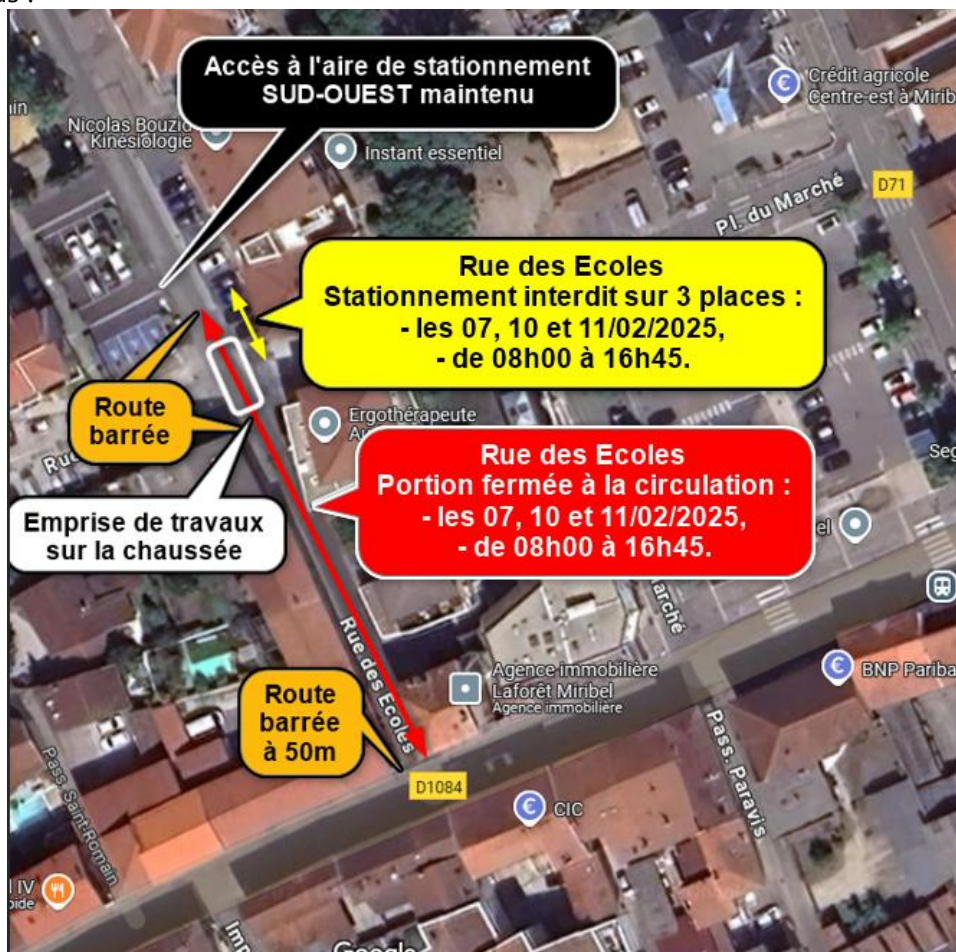 Accès à l'aire de stationnement
SUD-OUEST maintenu
Crédit agricole
Centre-est à Mirib
Nicolas Bouzid
Kinésiologie
Instant essentiel
D71
Pl. du Marché
Rue des Ecoles
Stationnement interdit sur 3 places :
- les 07, 10 et 11/02/2025,
- de 08h00 à 16h45.
Route
barrée
Ergothérapeute
Rue des Ecoles
Portion fermée à la circulation :
- les 07, 10 et 11/02/2025,
- de 08h00 à 16h45.
Emprise de travaux
sur la chaussée
Rue des Ecoles
Agence immobilière
Laforêt Miribel
Agence immobilière
BNP Pariba
Route
barrée
à 50m
D1084
CIC
Pass. Paravis
Pass. Saint-Romain
Google